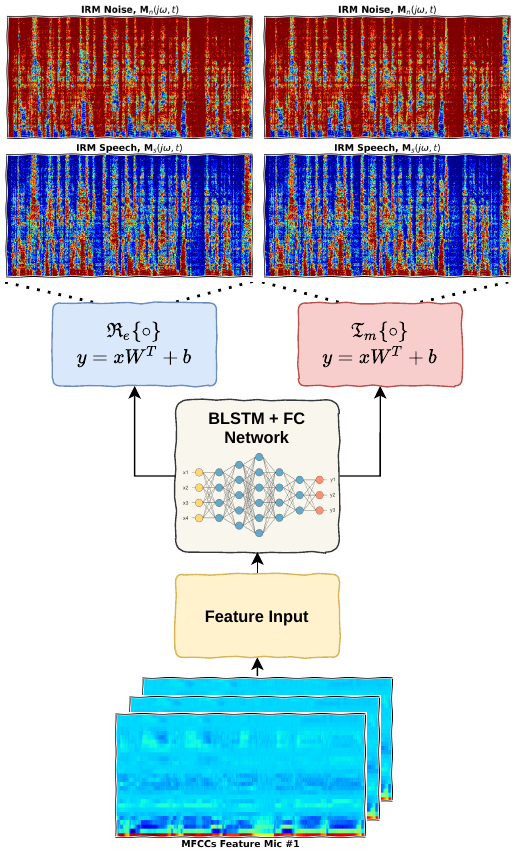 IRM Noise, M_n(jω, t)
IRM Noise, M_n(jω, t)
IRM Speech, M_s(jω, t)
IRM Speech, M_s(jω, t)
ℜ_e{∘}
y = xW^T + b
𝔗_m{∘}
y = xW^T + b
BLSTM + FC
Network
x1
x2
x3
x4
y1
y2
y3
Feature Input
MFCCs Feature Mic #1